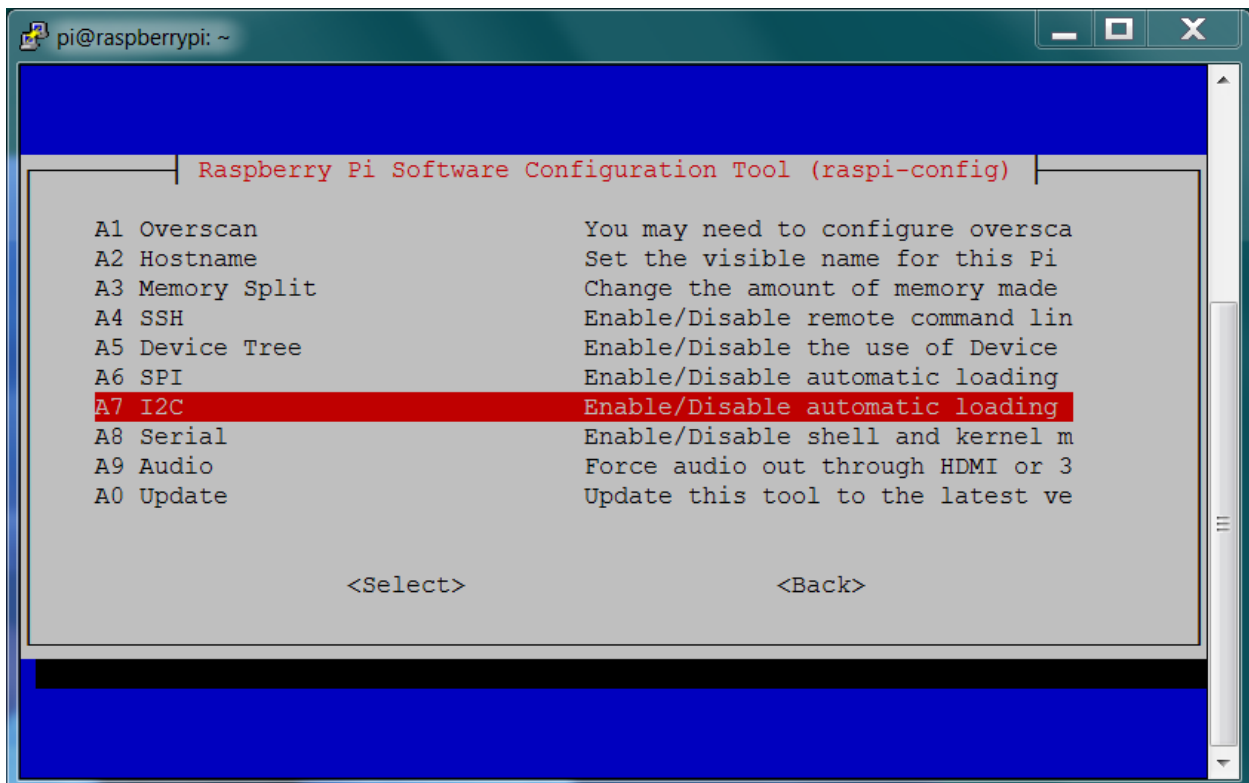 pi@raspberrypi: ~
Raspberry Pi Software Configuration Tool (raspi-config)
A1 Overscan You may need to configure oversca
A2 Hostname Set the visible name for this Pi
A3 Memory Split Change the amount of memory made
A4 SSH Enable/Disable remote command lin
A5 Device Tree Enable/Disable the use of Device
A6 SPI Enable/Disable automatic loading
A7 I2C Enable/Disable automatic loading
A8 Serial Enable/Disable shell and kernel m
A9 Audio Force audio out through HDMI or 3
A0 Update Update this tool to the latest ve
<Select> <Back>